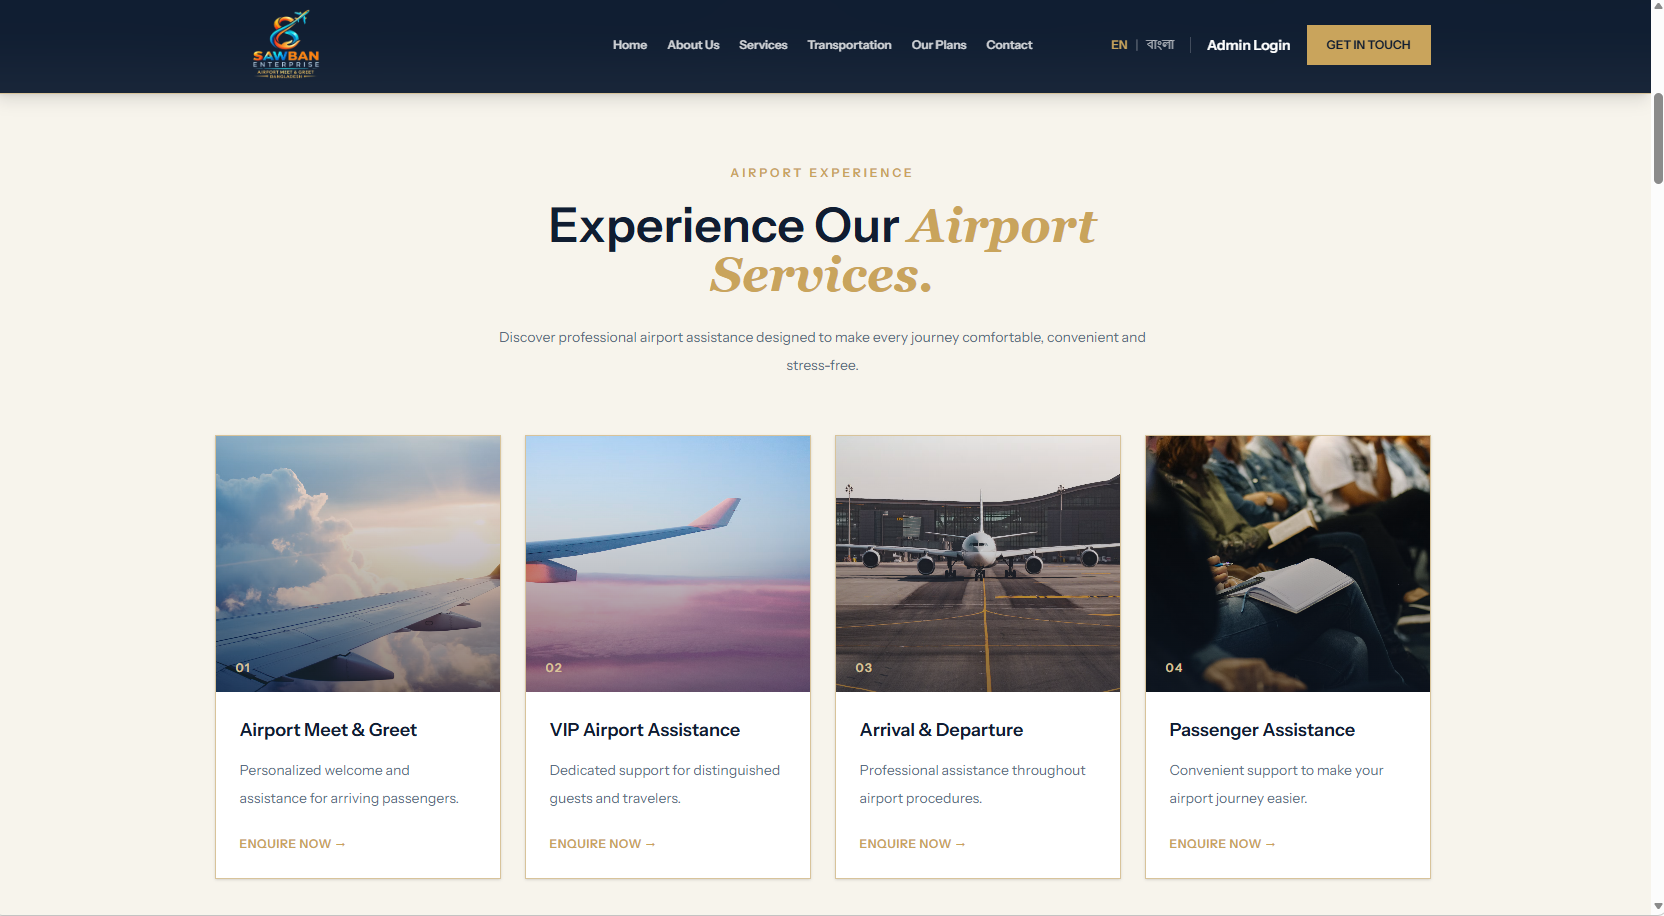 SAWBAN
ENTERPRISE
AIRPORT MEET & GREET
BANGLADESH
Home About Us Services Transportation Our Plans Contact EN | বাংলা Admin Login GET IN TOUCH
AIRPORT EXPERIENCE
Experience Our Airport
Services.
Discover professional airport assistance designed to make every journey comfortable, convenient and
stress-free.
01
Airport Meet & Greet
Personalized welcome and
assistance for arriving passengers.
ENQUIRE NOW →
02
VIP Airport Assistance
Dedicated support for distinguished
guests and travelers.
ENQUIRE NOW →
03
Arrival & Departure
Professional assistance throughout
airport procedures.
ENQUIRE NOW →
04
Passenger Assistance
Convenient support to make your
airport journey easier.
ENQUIRE NOW →